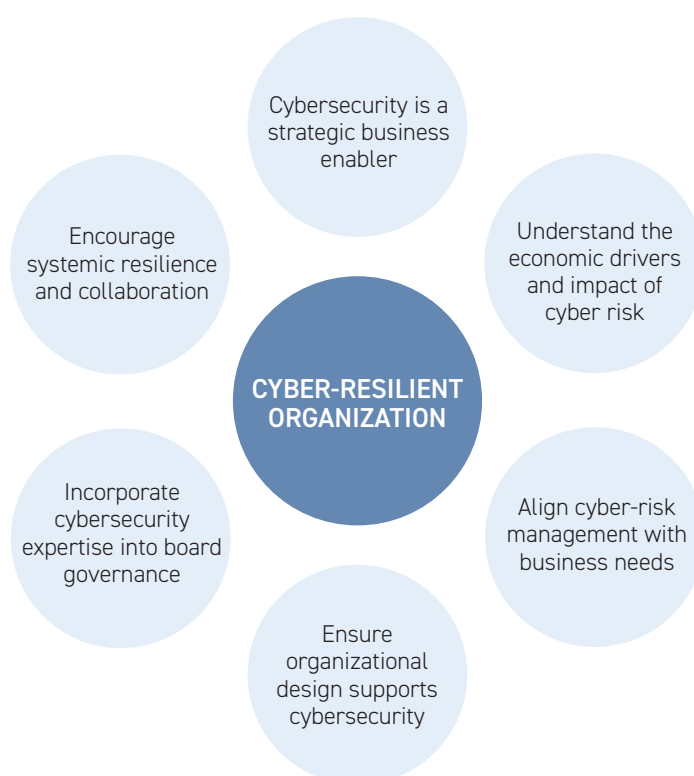 Cybersecurity is a
strategic business
enabler
Understand the
economic drivers
and impact of
cyber risk
Align cyber-risk
management with
business needs
Ensure
organizational
design supports
cybersecurity
Incorporate
cybersecurity
expertise into board
governance
Encourage
systemic resilience
and collaboration
CYBER-RESILIENT
ORGANIZATION